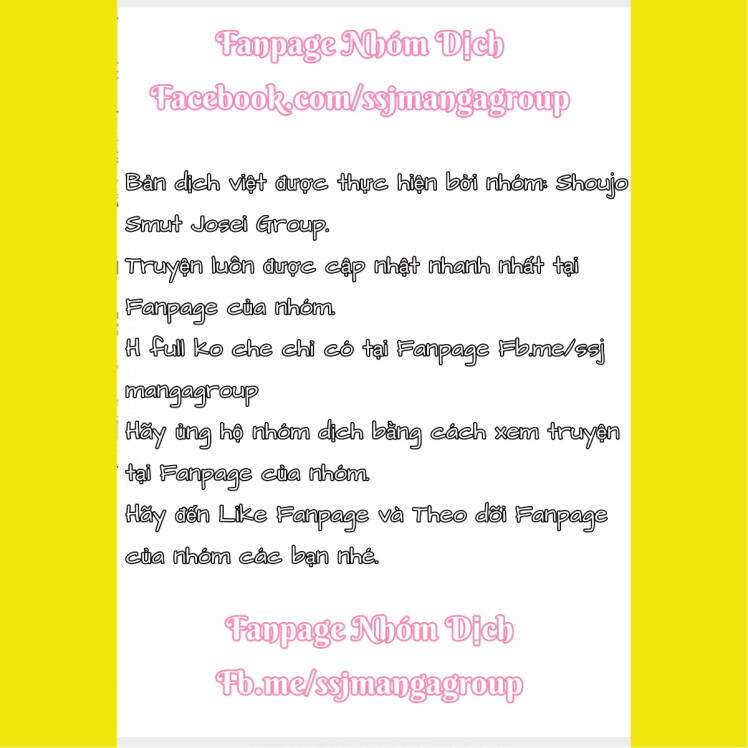 Fanpage Nhóm Dịch
Facebook.com/ssjmangagroup
Bản dịch việt được thực hiện bởi nhóm: Shoujo
Smut Josei Group.
Truyện luôn được cập nhật nhanh nhất tại
Fanpage của nhóm.
H full ko che chỉ có tại Fanpage Fb.me/ssj
mangagroup
Hãy ủng hộ nhóm dịch bằng cách xem truyện
tại Fanpage của nhóm.
Hãy đến Like Fanpage và Theo dõi Fanpage
của nhóm các bạn nhé.
Fanpage Nhóm Dịch
Fb.me/ssjmangagroup